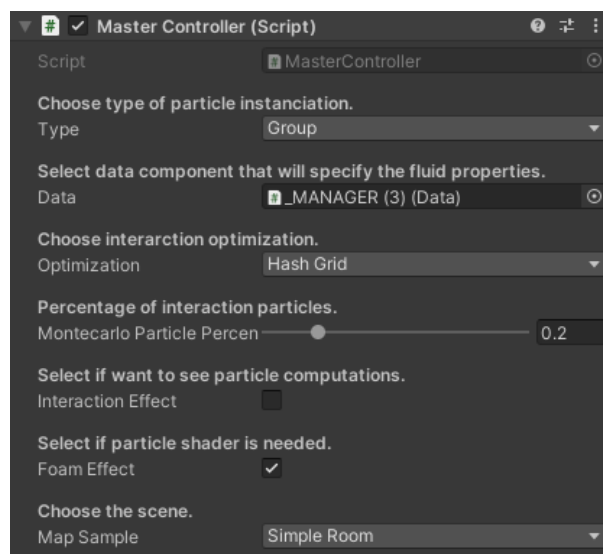 Master Controller (Script)
Script MasterController
Choose type of particle instanciation.
Type Group
Select data component that will specify the fluid properties.
Data _MANAGER (3) (Data)
Choose interarction optimization.
Optimization Hash Grid
Percentage of interaction particles.
Montecarlo Particle Percen 0.2
Select if want to see particle computations.
Interaction Effect
Select if particle shader is needed.
Foam Effect
Choose the scene.
Map Sample Simple Room